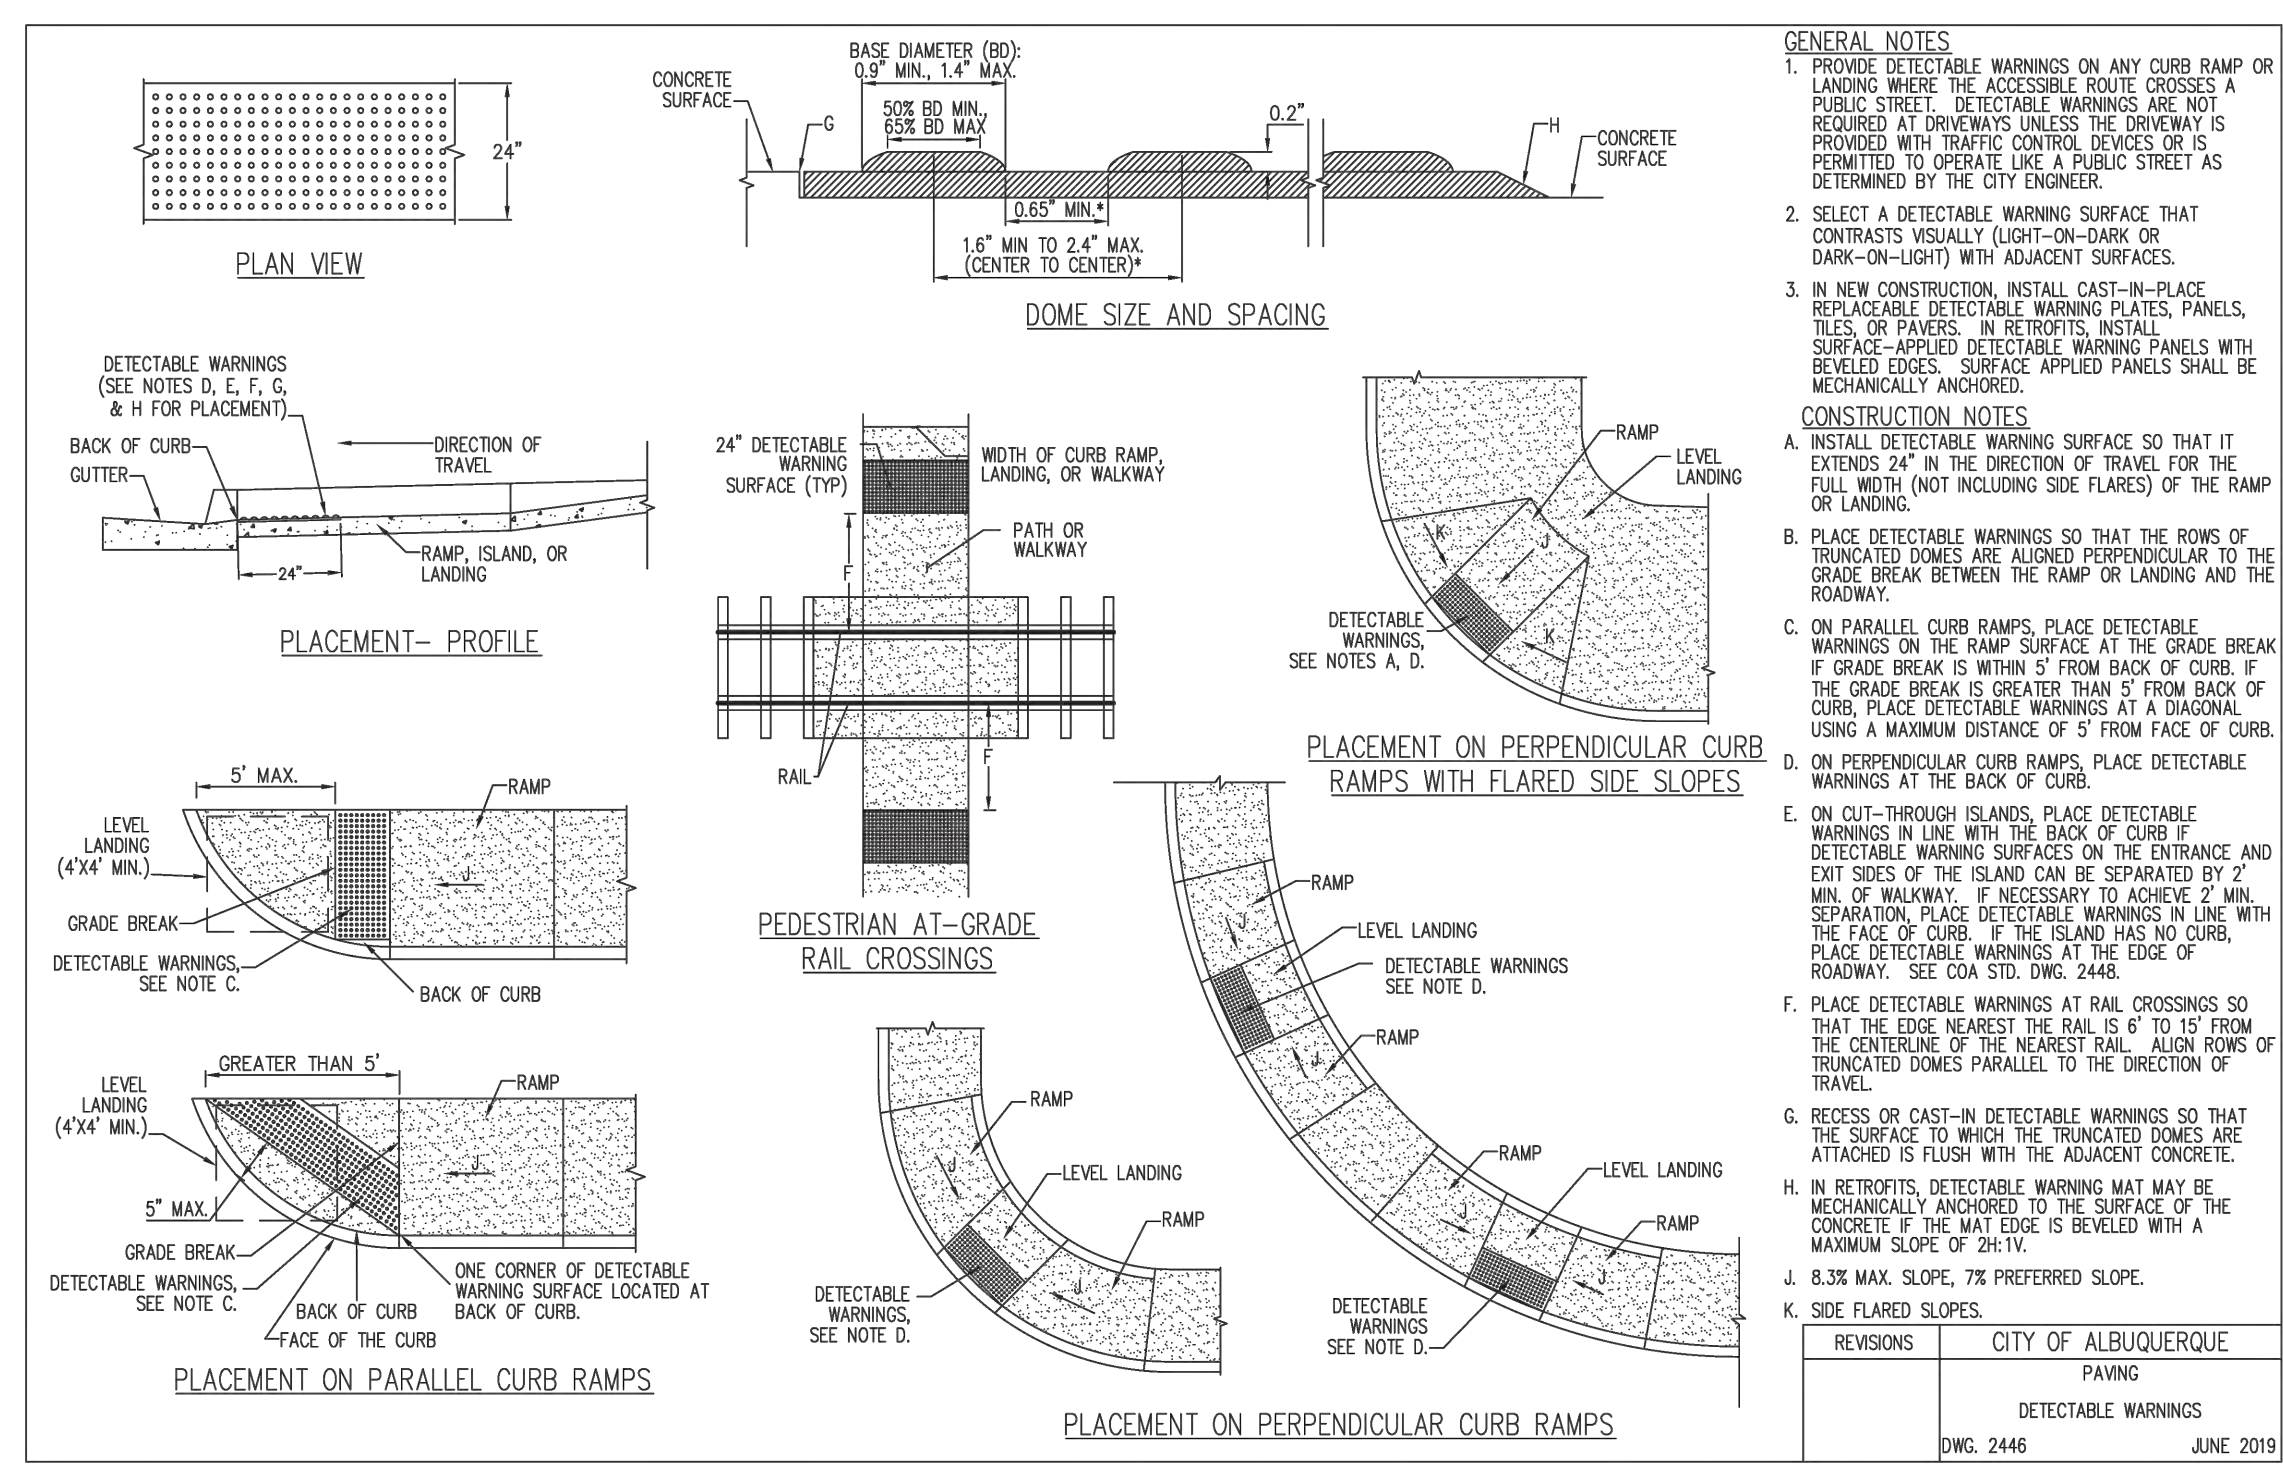 24"
PLAN VIEW
BASE DIAMETER (BD):
0.9" MIN., 1.4" MAX.
CONCRETE
SURFACE
50% BD MIN.,
65% BD MAX
G
0.2"
H
CONCRETE
SURFACE
0.65" MIN.*
1.6" MIN TO 2.4" MAX.
(CENTER TO CENTER)*
DOME SIZE AND SPACING
DETECTABLE WARNINGS
(SEE NOTES D, E, F, G,
& H FOR PLACEMENT)
BACK OF CURB
GUTTER
DIRECTION OF
TRAVEL
24"
RAMP, ISLAND, OR
LANDING
PLACEMENT- PROFILE
24" DETECTABLE
WARNING
SURFACE (TYP)
WIDTH OF CURB RAMP,
LANDING, OR WALKWAY
PATH OR
WALKWAY
F
F
RAIL
PEDESTRIAN AT-GRADE
RAIL CROSSINGS
RAMP
LEVEL
LANDING
K
J
K
DETECTABLE
WARNINGS,
SEE NOTES A, D.
PLACEMENT ON PERPENDICULAR CURB
RAMPS WITH FLARED SIDE SLOPES
5' MAX.
RAMP
LEVEL
LANDING
(4'X4' MIN.)
J
GRADE BREAK
DETECTABLE WARNINGS,
SEE NOTE C.
BACK OF CURB
GREATER THAN 5'
RAMP
LEVEL
LANDING
(4'X4' MIN.)
J
5" MAX.
GRADE BREAK
DETECTABLE WARNINGS,
SEE NOTE C.
BACK OF CURB
FACE OF THE CURB
ONE CORNER OF DETECTABLE
WARNING SURFACE LOCATED AT
BACK OF CURB.
PLACEMENT ON PARALLEL CURB RAMPS
RAMP
J
LEVEL LANDING
RAMP
J
DETECTABLE
WARNINGS,
SEE NOTE D.
RAMP
J
LEVEL LANDING
DETECTABLE WARNINGS
SEE NOTE D.
RAMP
J
RAMP
J
LEVEL LANDING
RAMP
J
DETECTABLE
WARNINGS
SEE NOTE D.
PLACEMENT ON PERPENDICULAR CURB RAMPS
GENERAL NOTES
1. PROVIDE DETECTABLE WARNINGS ON ANY CURB RAMP OR
LANDING WHERE THE ACCESSIBLE ROUTE CROSSES A
PUBLIC STREET. DETECTABLE WARNINGS ARE NOT
REQUIRED AT DRIVEWAYS UNLESS THE DRIVEWAY IS
PROVIDED WITH TRAFFIC CONTROL DEVICES OR IS
PERMITTED TO OPERATE LIKE A PUBLIC STREET AS
DETERMINED BY THE CITY ENGINEER.
2. SELECT A DETECTABLE WARNING SURFACE THAT
CONTRASTS VISUALLY (LIGHT-ON-DARK OR
DARK-ON-LIGHT) WITH ADJACENT SURFACES.
3. IN NEW CONSTRUCTION, INSTALL CAST-IN-PLACE
REPLACEABLE DETECTABLE WARNING PLATES, PANELS,
TILES, OR PAVERS. IN RETROFITS, INSTALL
SURFACE-APPLIED DETECTABLE WARNING PANELS WITH
BEVELED EDGES. SURFACE APPLIED PANELS SHALL BE
MECHANICALLY ANCHORED.
CONSTRUCTION NOTES
A. INSTALL DETECTABLE WARNING SURFACE SO THAT IT
EXTENDS 24" IN THE DIRECTION OF TRAVEL FOR THE
FULL WIDTH (NOT INCLUDING SIDE FLARES) OF THE RAMP
OR LANDING.
B. PLACE DETECTABLE WARNINGS SO THAT THE ROWS OF
TRUNCATED DOMES ARE ALIGNED PERPENDICULAR TO THE
GRADE BREAK BETWEEN THE RAMP OR LANDING AND THE
ROADWAY.
C. ON PARALLEL CURB RAMPS, PLACE DETECTABLE
WARNINGS ON THE RAMP SURFACE AT THE GRADE BREAK
IF GRADE BREAK IS WITHIN 5' FROM BACK OF CURB. IF
THE GRADE BREAK IS GREATER THAN 5' FROM BACK OF
CURB, PLACE DETECTABLE WARNINGS AT A DIAGONAL
USING A MAXIMUM DISTANCE OF 5' FROM FACE OF CURB.
D. ON PERPENDICULAR CURB RAMPS, PLACE DETECTABLE
WARNINGS AT THE BACK OF CURB.
E. ON CUT-THROUGH ISLANDS, PLACE DETECTABLE
WARNINGS IN LINE WITH THE BACK OF CURB IF
DETECTABLE WARNING SURFACES ON THE ENTRANCE AND
EXIT SIDES OF THE ISLAND CAN BE SEPARATED BY 2'
MIN. OF WALKWAY. IF NECESSARY TO ACHIEVE 2' MIN.
SEPARATION, PLACE DETECTABLE WARNINGS IN LINE WITH
THE FACE OF CURB. IF THE ISLAND HAS NO CURB,
PLACE DETECTABLE WARNINGS AT THE EDGE OF
ROADWAY. SEE COA STD. DWG. 2448.
F. PLACE DETECTABLE WARNINGS AT RAIL CROSSINGS SO
THAT THE EDGE NEAREST THE RAIL IS 6' TO 15' FROM
THE CENTERLINE OF THE NEAREST RAIL. ALIGN ROWS OF
TRUNCATED DOMES PARALLEL TO THE DIRECTION OF
TRAVEL.
G. RECESS OR CAST-IN DETECTABLE WARNINGS SO THAT
THE SURFACE TO WHICH THE TRUNCATED DOMES ARE
ATTACHED IS FLUSH WITH THE ADJACENT CONCRETE.
H. IN RETROFITS, DETECTABLE WARNING MAT MAY BE
MECHANICALLY ANCHORED TO THE SURFACE OF THE
CONCRETE IF THE MAT EDGE IS BEVELED WITH A
MAXIMUM SLOPE OF 2H:1V.
J. 8.3% MAX. SLOPE, 7% PREFERRED SLOPE.
K. SIDE FLARED SLOPES.
REVISIONS
CITY OF ALBUQUERQUE
PAVING
DETECTABLE WARNINGS
DWG. 2446 JUNE 2019